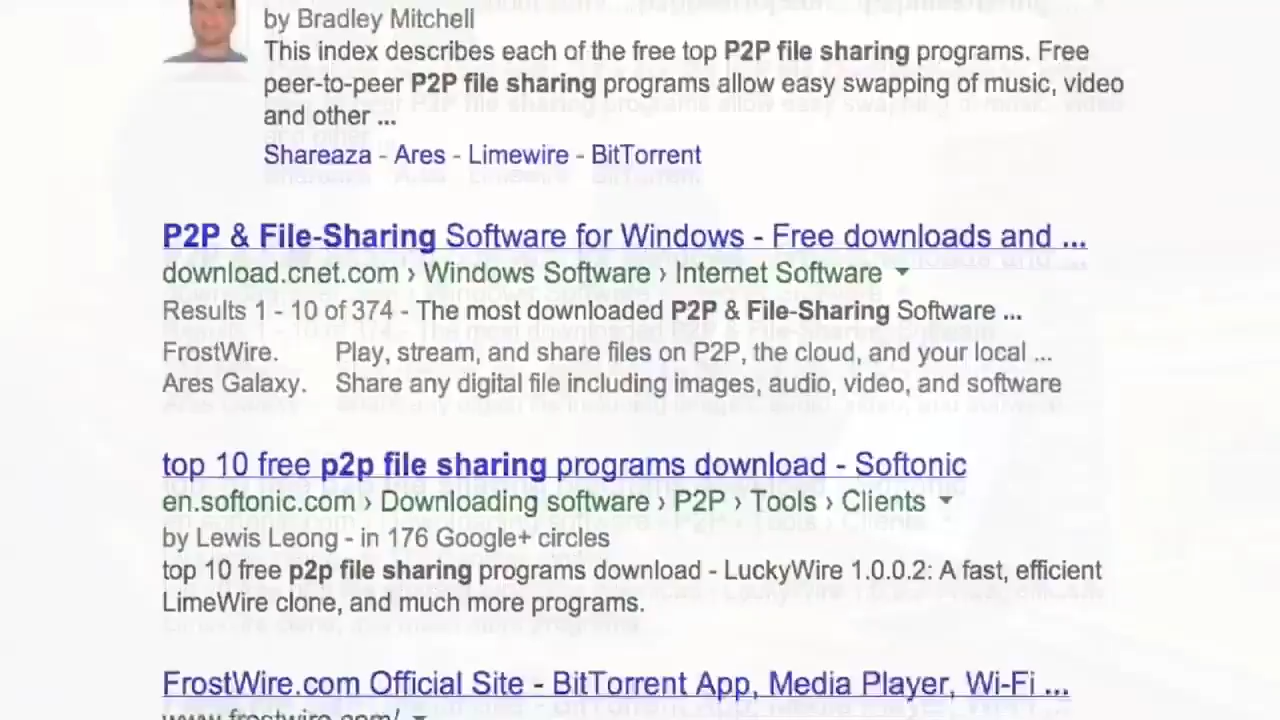 by Bradley Mitchell
This index describes each of the free top P2P file sharing programs. Free
peer-to-peer P2P file sharing programs allow easy swapping of music, video
and other ...
Shareaza - Ares - Limewire - BitTorrent
P2P & File-Sharing Software for Windows - Free downloads and ...
download.cnet.com › Windows Software › Internet Software
Results 1 - 10 of 374 - The most downloaded P2P & File-Sharing Software ...
FrostWire. Play, stream, and share files on P2P, the cloud, and your local ...
Ares Galaxy. Share any digital file including images, audio, video, and software
top 10 free p2p file sharing programs download - Softonic
en.softonic.com › Downloading software › P2P › Tools › Clients
by Lewis Leong - in 176 Google+ circles
top 10 free p2p file sharing programs download - LuckyWire 1.0.0.2: A fast, efficient
LimeWire clone, and much more programs.
FrostWire.com Official Site - BitTorrent App, Media Player, Wi-Fi ...
www.frostwire.com/